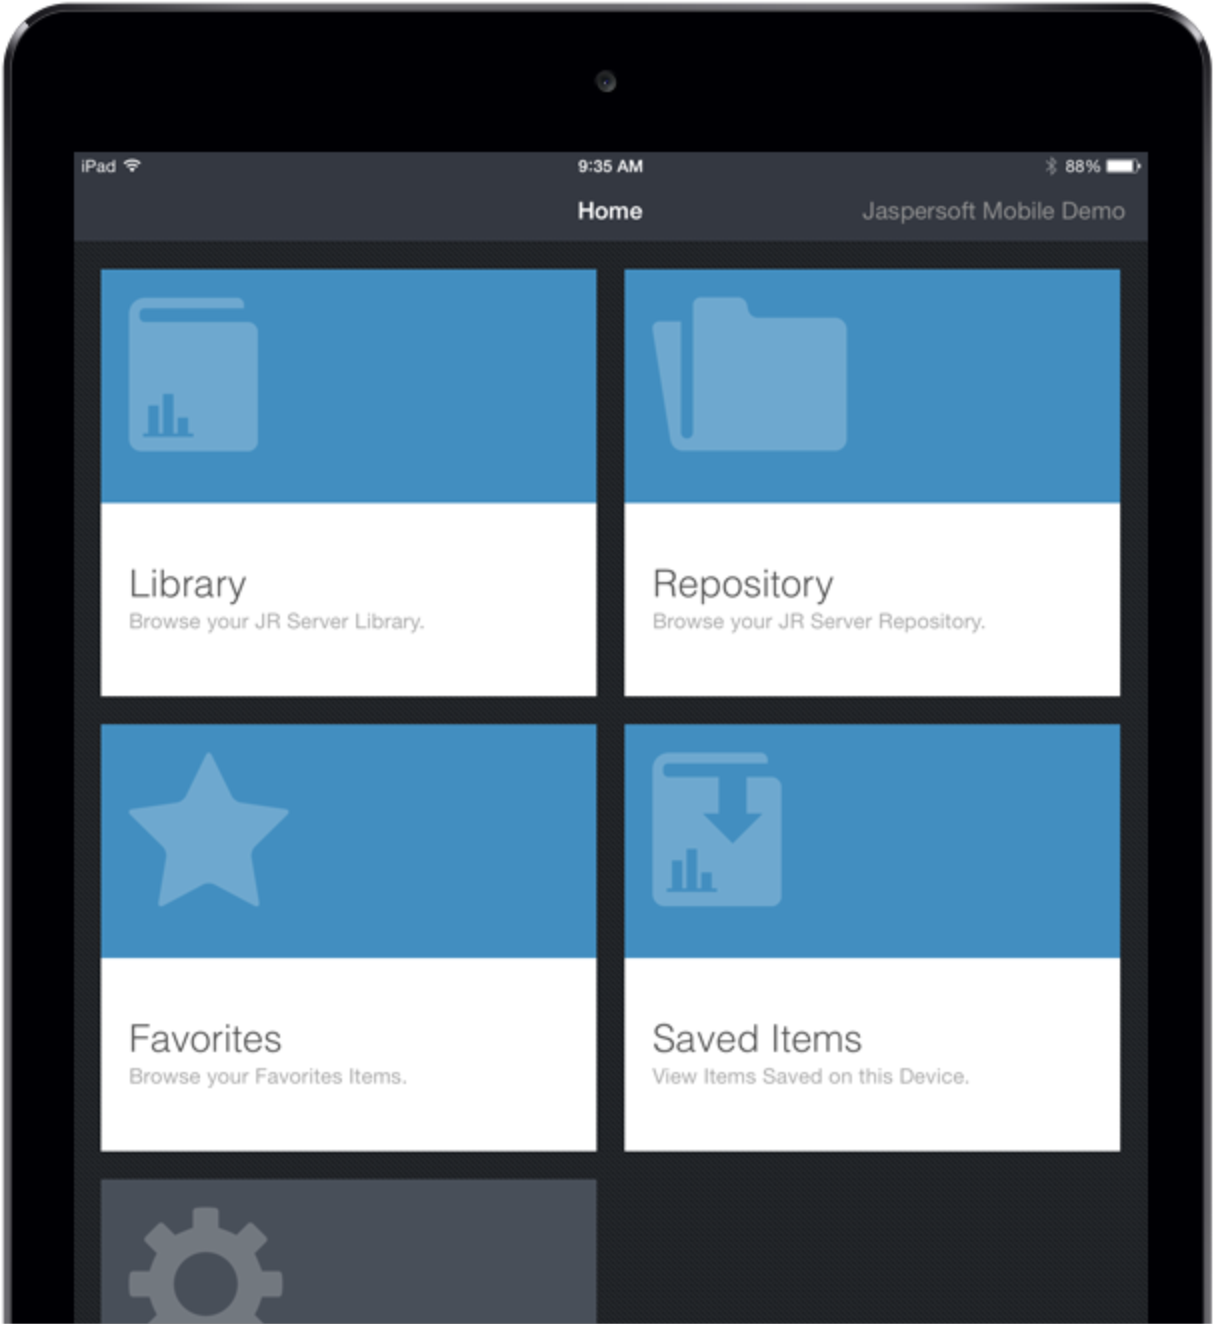 iPad
9:35 AM
88%
Home
Jaspersoft Mobile Demo
Library
Browse your JR Server Library.
Repository
Browse your JR Server Repository.
Favorites
Browse your Favorites Items.
Saved Items
View Items Saved on this Device.